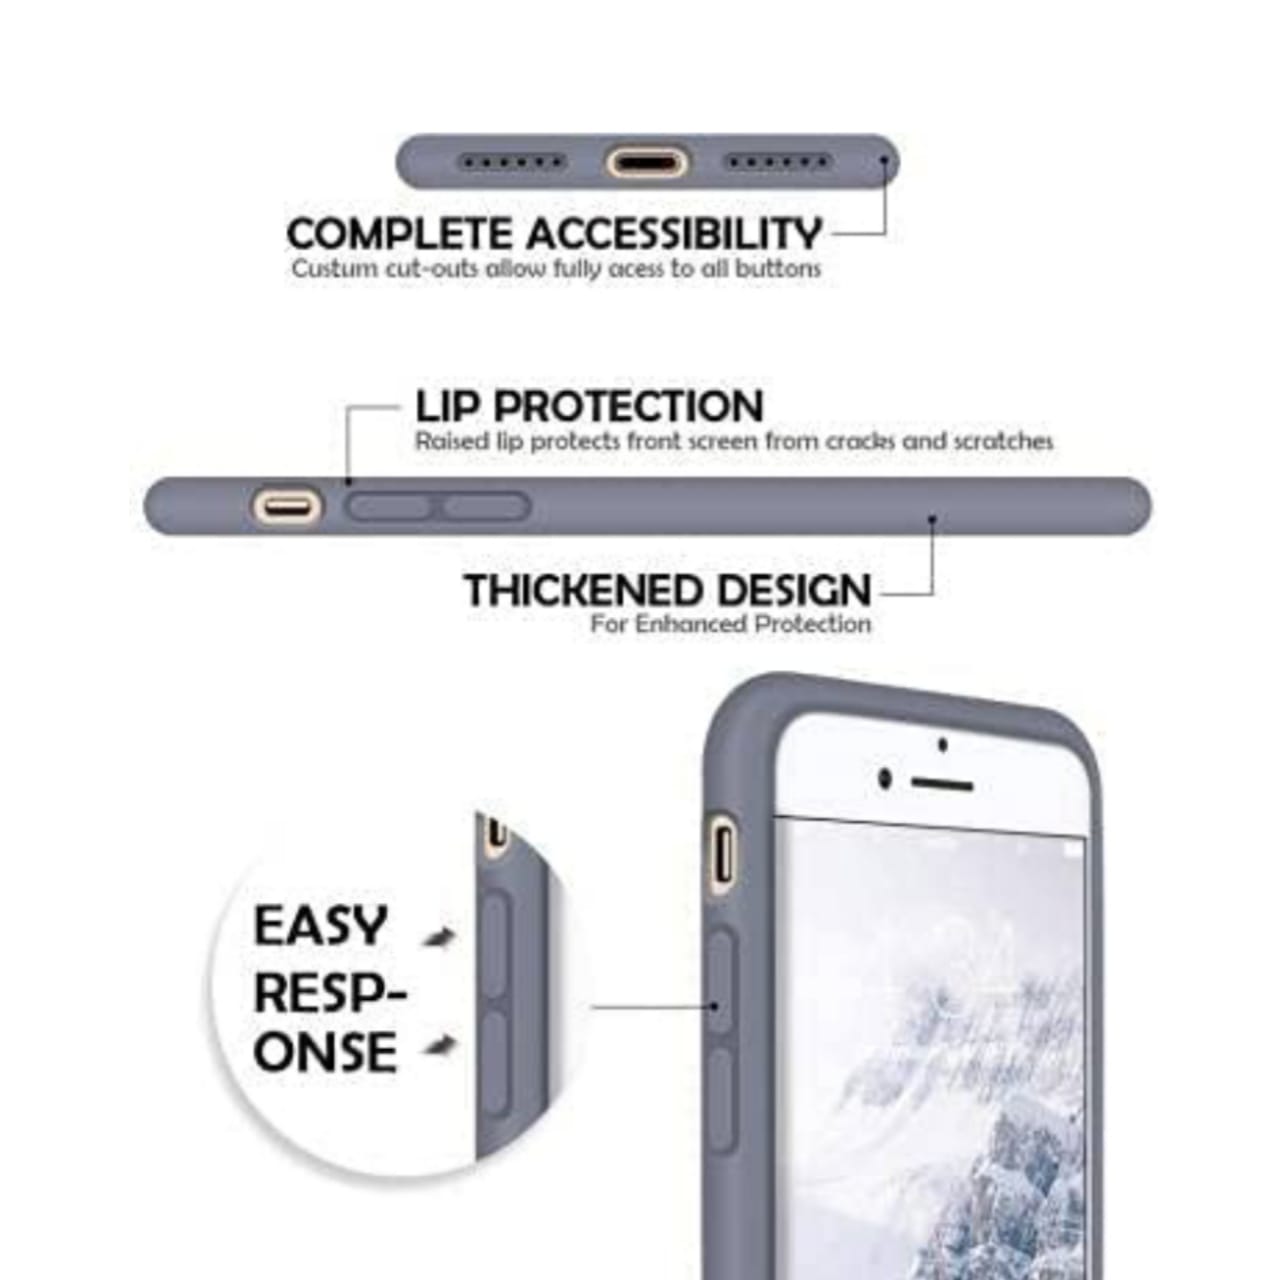 COMPLETE ACCESSIBILITY
Custum cut-outs allow fully acess to all buttons
LIP PROTECTION
Raised lip protects front screen from cracks and scratches
THICKENED DESIGN
For Enhanced Protection
EASY
RESP-
ONSE